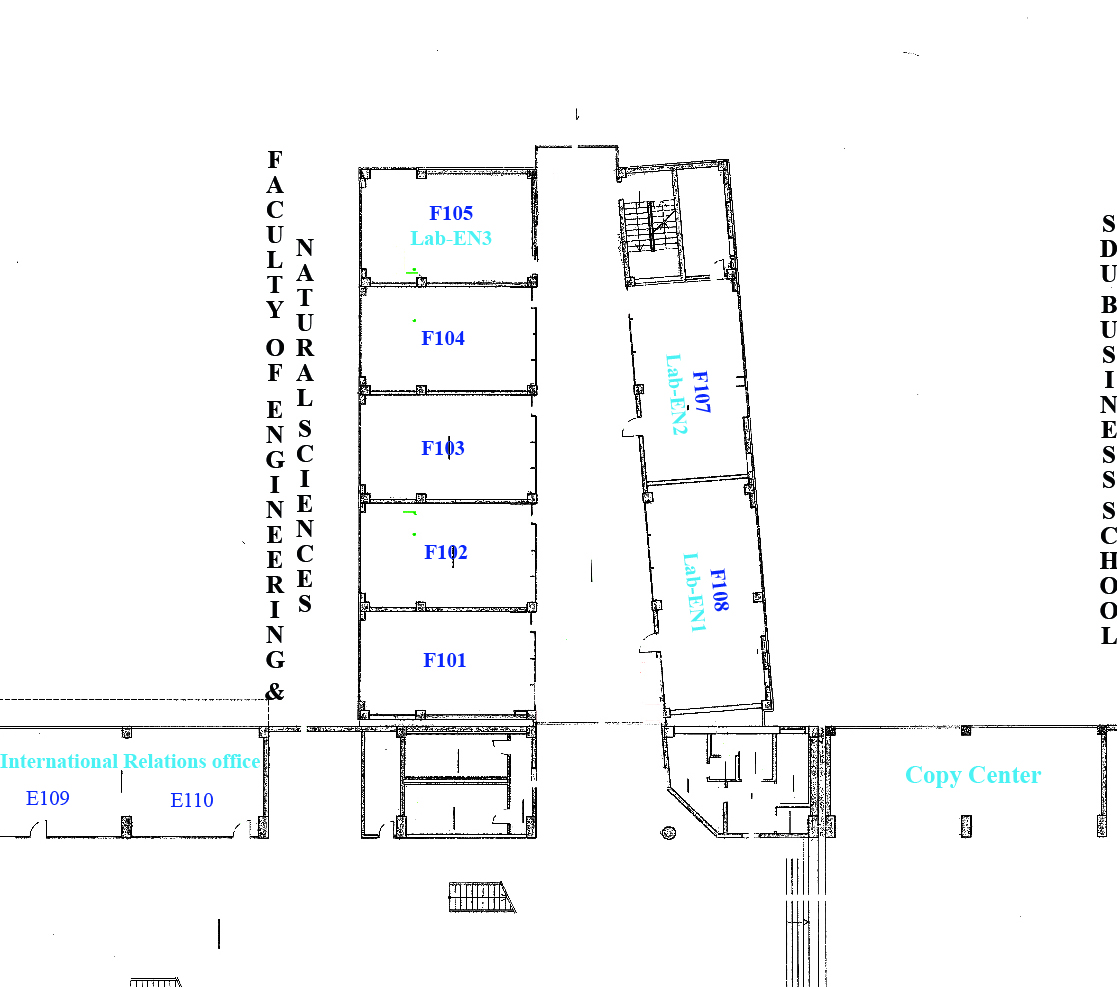 FACULTY OF ENGINEERING &
NATURAL SCIENCES
F105
Lab-EN3
F104
F103
F102
F101
F107
Lab-EN2
F108
Lab-EN1
SDU BUSINESS SCHOOL
International Relations office
E109
E110
Copy Center